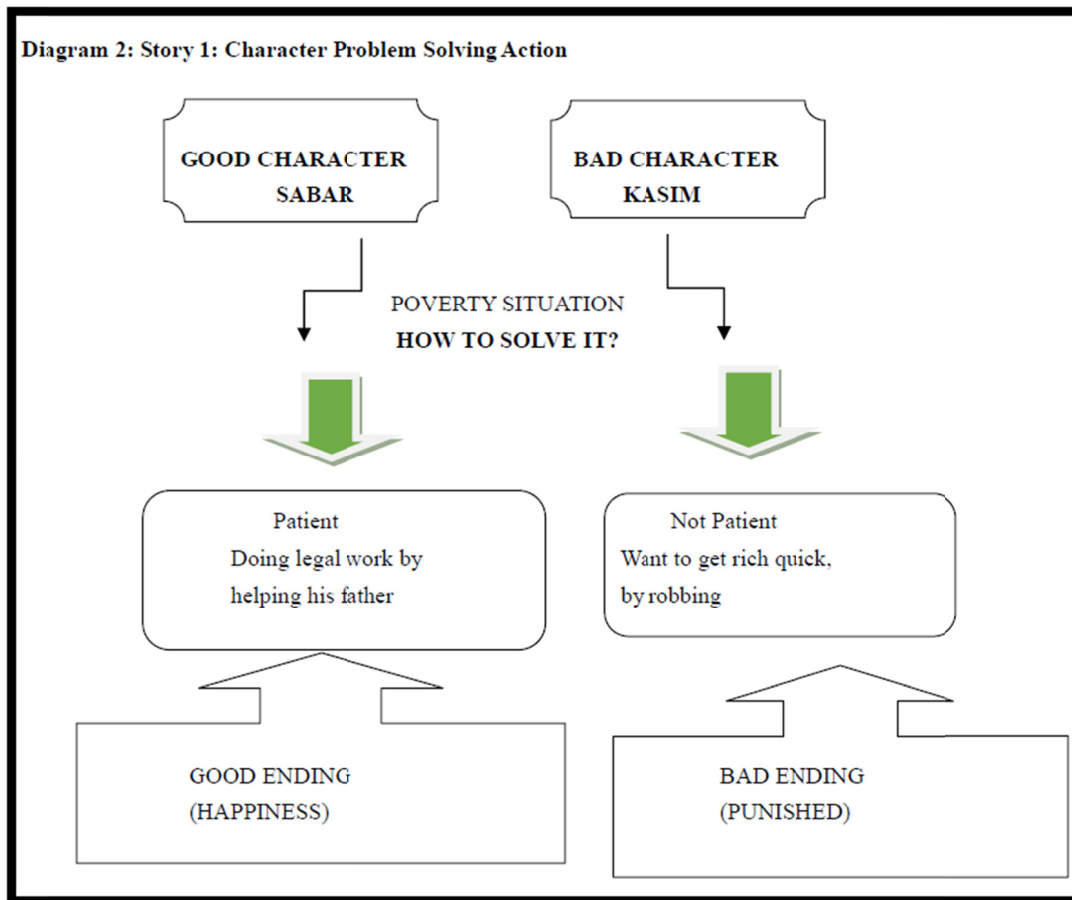 Diagram 2: Story 1: Character Problem Solving Action
GOOD CHARACTER
SABAR
BAD CHARACTER
KASIM
POVERTY SITUATION
HOW TO SOLVE IT?
Patient
Doing legal work by
helping his father
Not Patient
Want to get rich quick,
by robbing
GOOD ENDING
(HAPPINESS)
BAD ENDING
(PUNISHED)